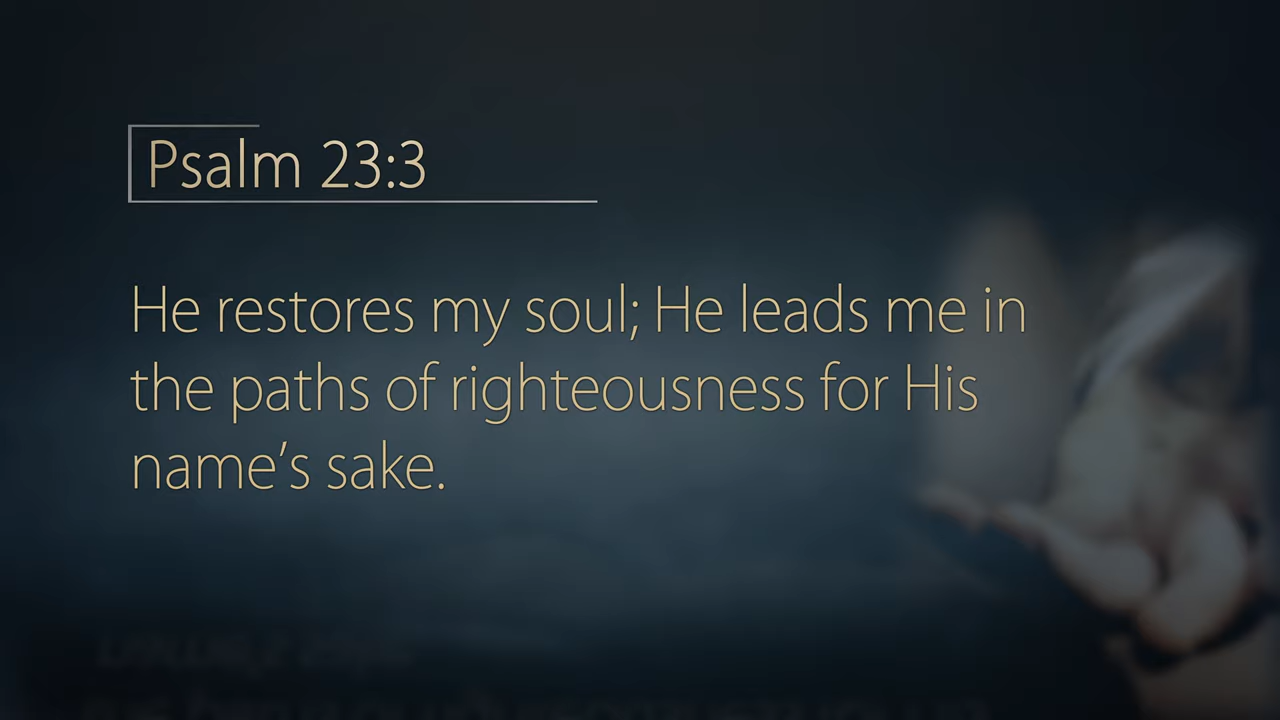 Psalm 23:3
He restores my soul; He leads me in
the paths of righteousness for His
name’s sake.